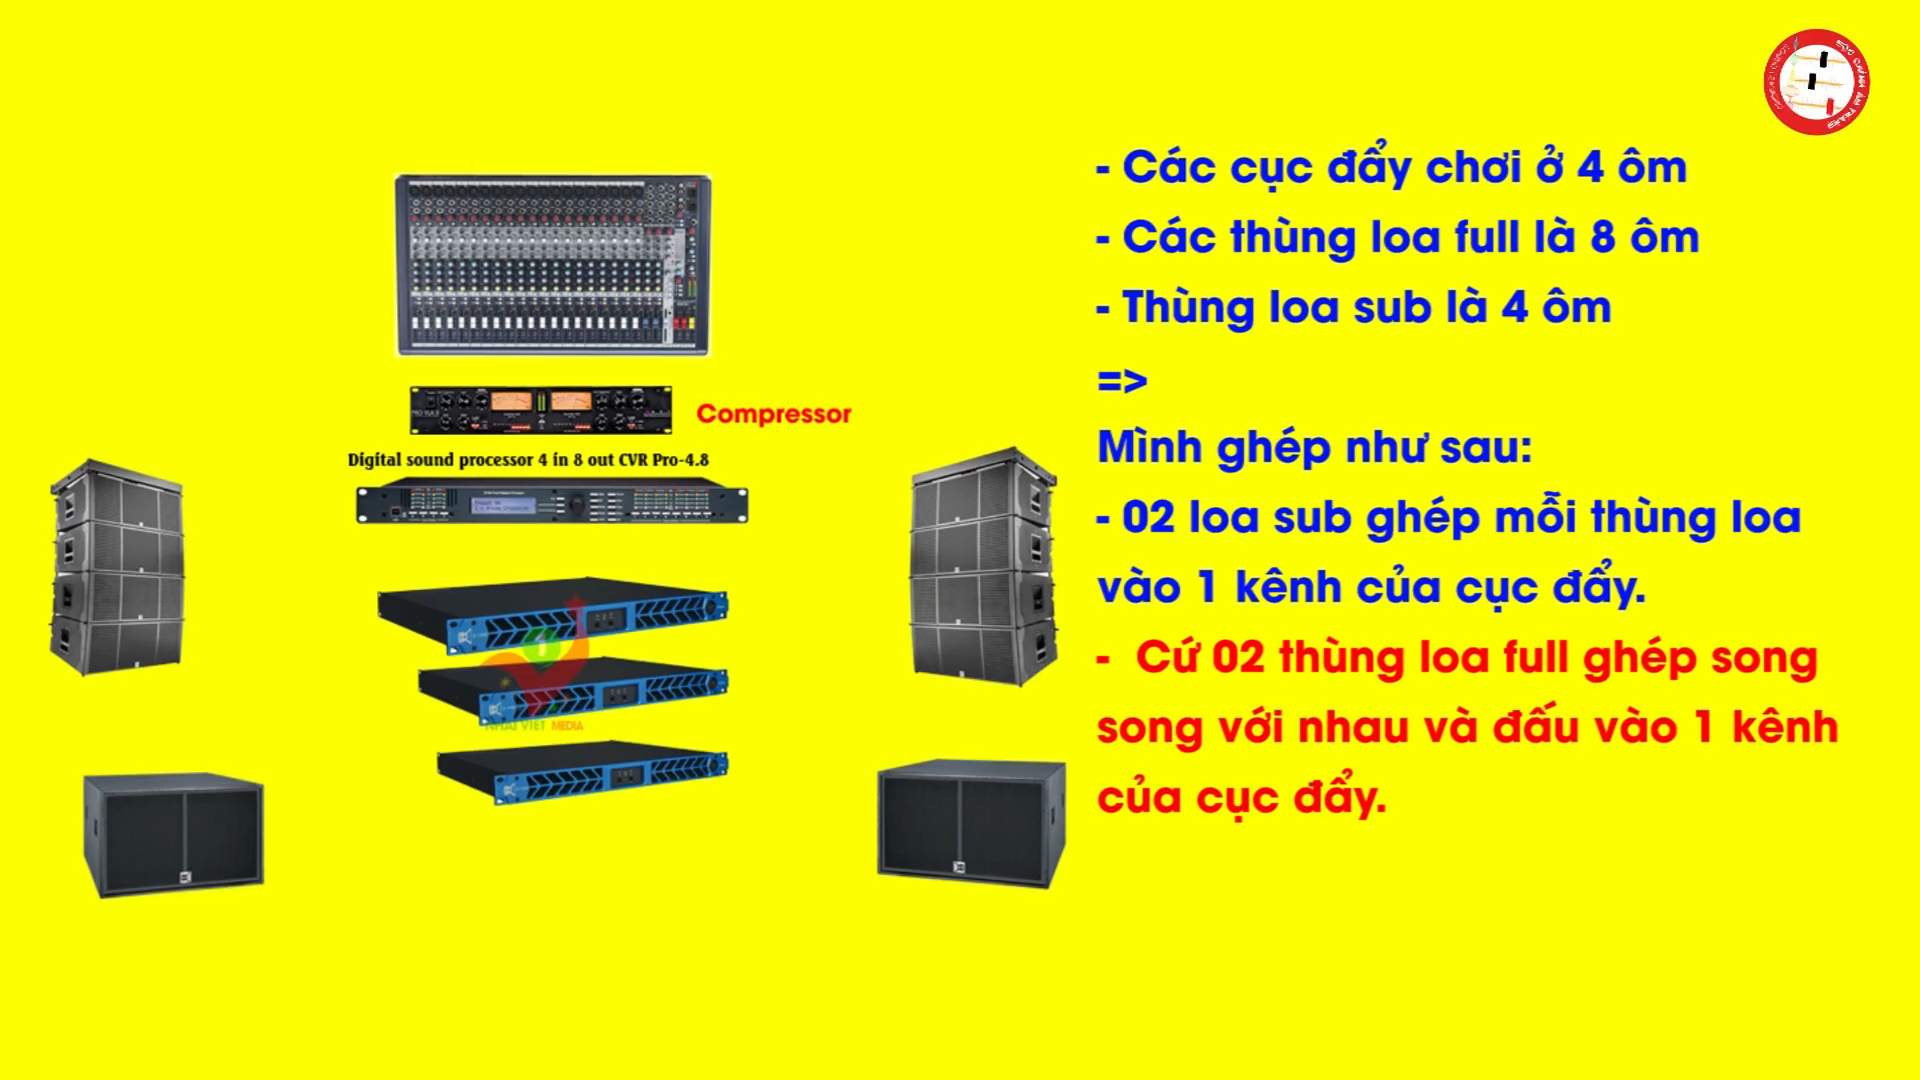 - Các cục đẩy chơi ở 4 ôm
- Các thùng loa full là 8 ôm
- Thùng loa sub là 4 ôm
=>
Mình ghép như sau:
- 02 loa sub ghép mỗi thùng loa
vào 1 kênh của cục đẩy.
- Cứ 02 thùng loa full ghép song
song với nhau và đấu vào 1 kênh
của cục đẩy.
Compressor
Digital sound processor 4 in 8 out CVR Pro-4.8
NHAI VIET MEDIA